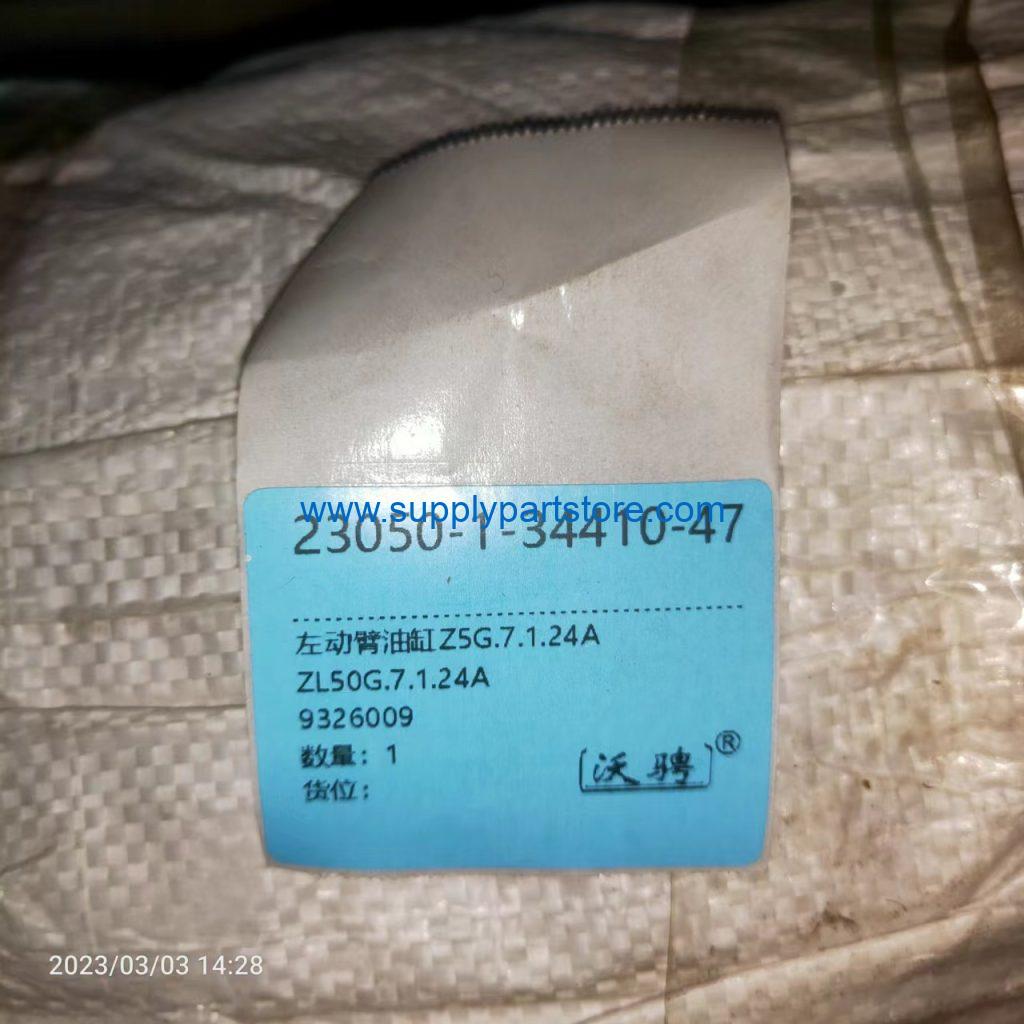 www.supplypartstore.com
23050-1-34410-47
左动臂油缸Z5G.7.1.24A
ZL50G.7.1.24A
9326009
数量：1
货位：
沃骋®
2023/03/03 14:28